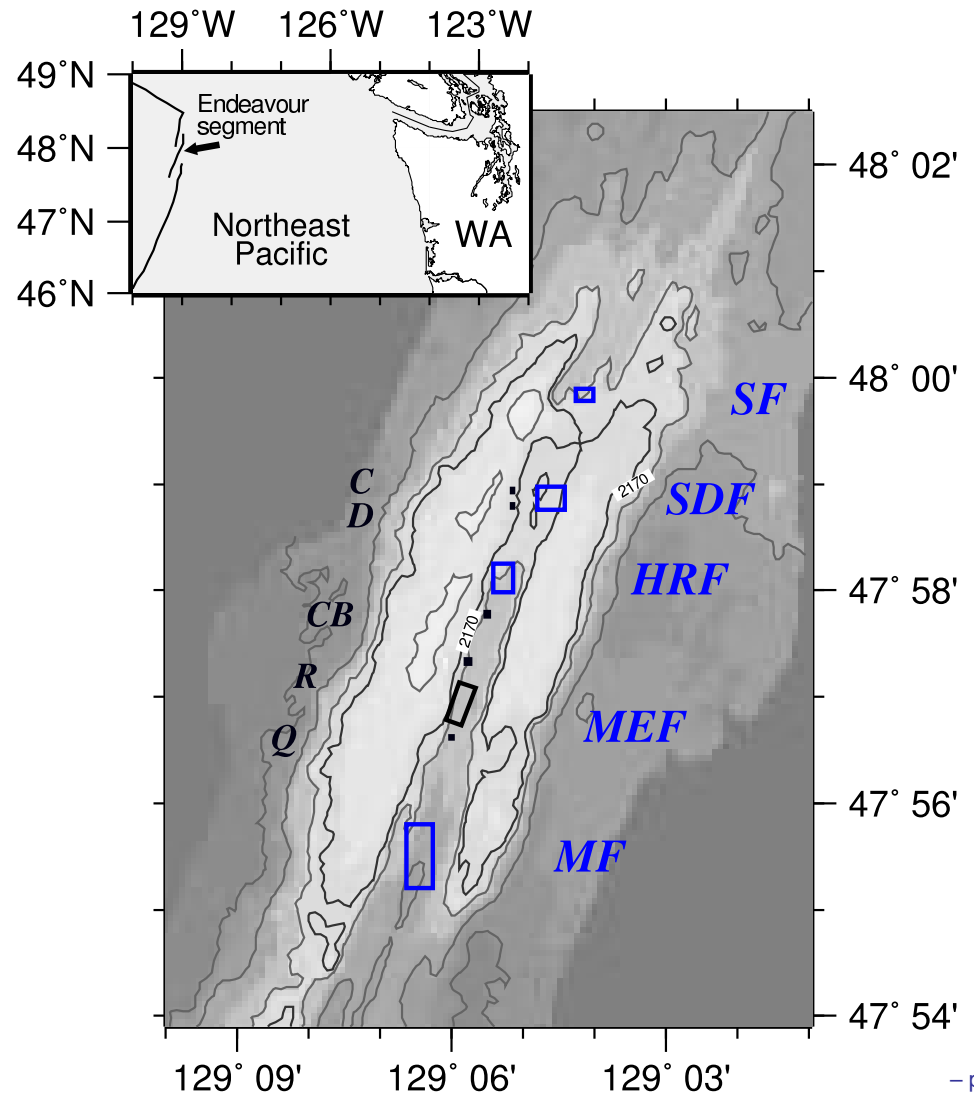 129˚W 126˚W 123˚W
49˚N
48˚N
47˚N
46˚N
Endeavour
segment
Northeast
Pacific
WA
48˚ 02'
48˚ 00'
47˚ 58'
47˚ 56'
47˚ 54'
SF
SDF
HRF
MEF
MF
C
D
CB
R
Q
2170
2170
129˚ 09' 129˚ 06' 129˚ 03'
– p